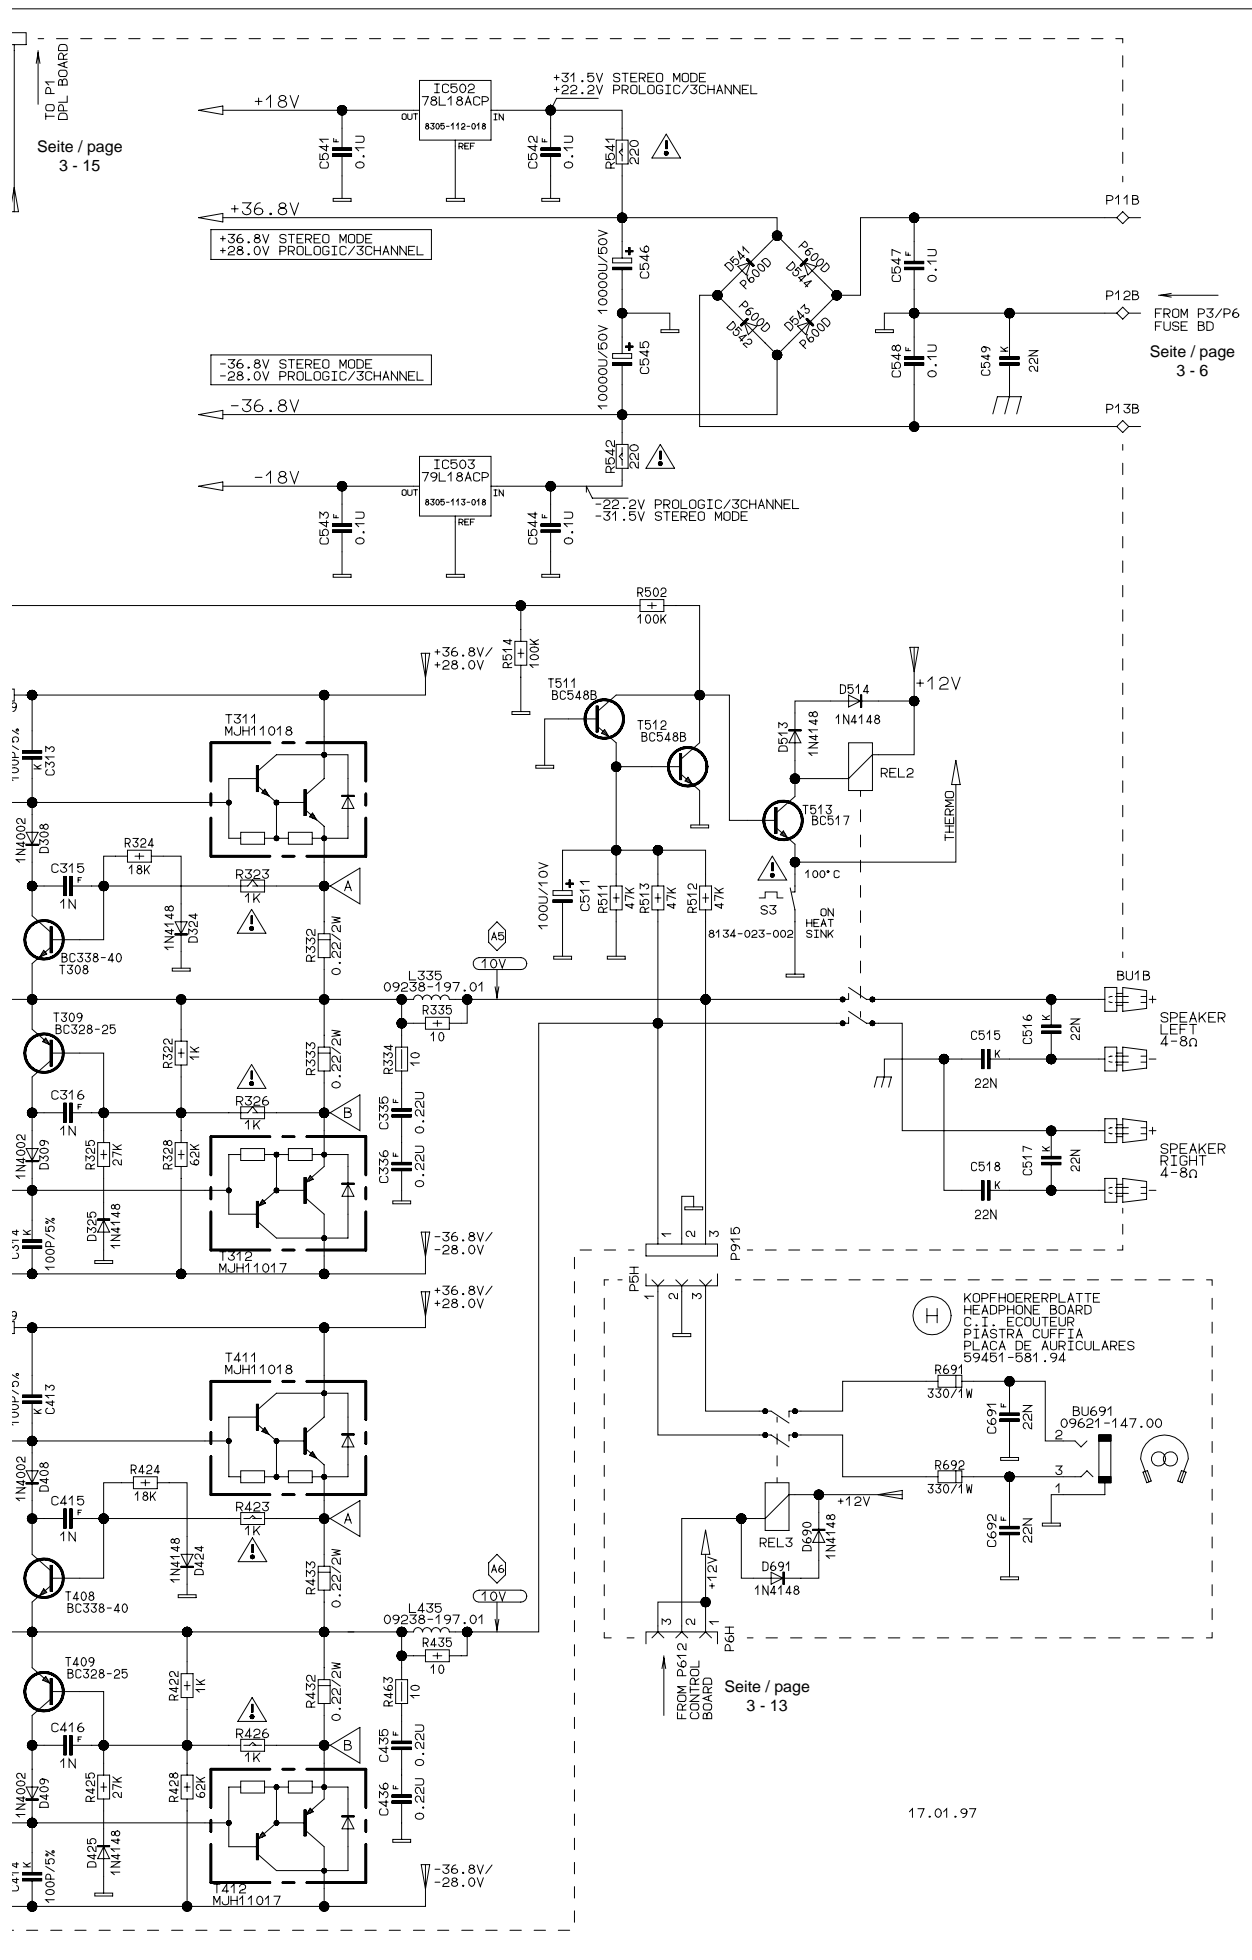 TO P1
DPL BOARD
Seite / page
3 - 15
+18V
IC502
78L18ACP
8305-112-018
OUT
IN
REF
+31.5V STEREO MODE
+22.2V PROLOGIC/3CHANNEL
C541
F
0.1U
C542
F
0.1U
R541
220
+36.8V
+36.8V STEREO MODE
+28.0V PROLOGIC/3CHANNEL
10000U/50V
C546
+
D541
P600D
P600D
D544
P600D
D542
D543
P600D
C547
F
0.1U
P11B
P12B
FROM P3/P6
FUSE BD
Seite / page
3 - 6
10000U/50V
C545
+
C548
F
0.1U
C549
K
22N
-36.8V STEREO MODE
-28.0V PROLOGIC/3CHANNEL
-36.8V
P13B
R542
220
-18V
IC503
79L18ACP
8305-113-018
OUT
IN
REF
-22.2V PROLOGIC/3CHANNEL
-31.5V STEREO MODE
C543
F
0.1U
C544
F
0.1U
R502
100K
R514
100K
+36.8V/
+28.0V
T511
BC548B
T512
BC548B
D514
1N4148
+12V
D513
1N4148
REL2
T513
BC517
THERMO
100°C
S3
8134-023-002
ON
HEAT
SINK
100P/5%
K
C313
T311
MJH11018
1N4002
D308
R324
18K
C315
F
1N
R323
1K
A
1N4148
D324
BC338-40
T308
R332
0.22/2W
100U/10V
C511
+
R511
47K
R513
47K
R512
47K
A5
10V
L335
09238-197.01
R335
10
BU1B
+
SPEAKER
LEFT
4-8Ω
-
C516
K
22N
C515
K
22N
T309
BC328-25
R322
1K
R333
0.22/2W
R334
10
C316
F
1N
R326
1K
B
C335
F
0.22U
1N4002
D309
R325
27K
R328
62K
C336
F
0.22U
+
SPEAKER
RIGHT
4-8Ω
-
C517
K
22N
C518
K
22N
C314
K
100P/5%
D325
1N4148
T312
MJH11017
-36.8V/
-28.0V
1
2
3
P915
P5H
1
2
3
+36.8V/
+28.0V
H
KOPFHOERERPLATTE
HEADPHONE BOARD
C.I. ECOUTEUR
PIASTRA CUFFIA
PLACA DE AURICULARES
59451-581.94
100P/5%
K
C413
T411
MJH11018
R691
330/1W
C691
F
22N
BU691
09621-147.00
2
3
1
1N4002
D408
R424
18K
C415
F
1N
R423
1K
A
R692
330/1W
C692
F
22N
+12V
REL3
D690
1N4148
D691
1N4148
+12V
1N4148
D424
T408
BC338-40
R433
0.22/2W
A6
10V
L435
09238-197.01
R435
10
3
2
1
P6H
FROM P612
CONTROL
BOARD
Seite / page
3 - 13
T409
BC328-25
R422
1K
R432
0.22/2W
R463
10
C416
F
1N
R426
1K
B
C435
F
0.22U
1N4002
D409
R425
27K
R428
62K
C436
F
0.22U
C414
K
100P/5%
D425
1N4148
T412
MJH11017
-36.8V/
-28.0V
17.01.97